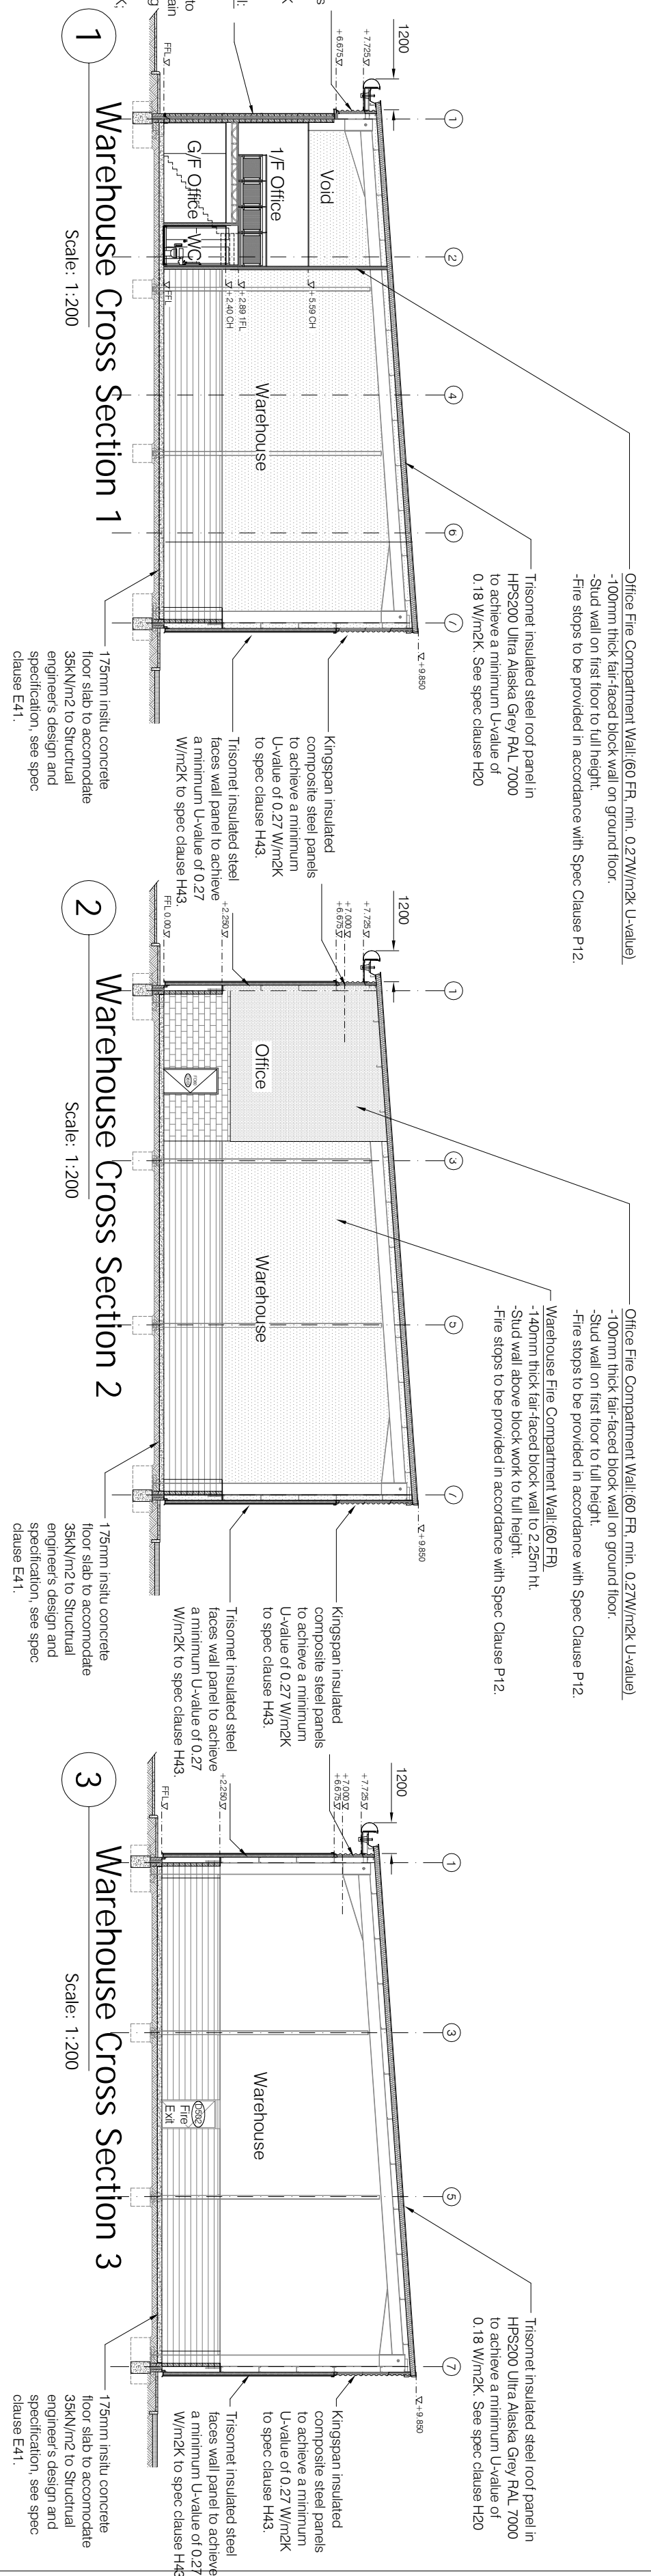 Office Fire Compartment Wall:(60 FR, min. 0.27W/m2k U-value)
-100mm thick fair-faced block wall on ground floor.
-Stud wall on first floor to full height.
-Fire stops to be provided in accordance with Spec Clause P12.
Trisomet insulated steel roof panel in
HPS200 Ultra Alaska Grey RAL 7000
to achieve a minimum U-value of
0.18 W/m2K. See spec clause H20
1200
+7.725
+6.675
1
2
4
6
7
+9.850
Void
1/F Office
G/F Office
WC
+5.59 CH
+2.89 1FL
+2.40 CH
FFL
FFL
Warehouse
Kingspan insulated
composite steel panels
to achieve a minimum
U-value of 0.27 W/m2K
to spec clause H43.
Trisomet insulated steel
faces wall panel to achieve
a minimum U-value of 0.27
W/m2K to spec clause H43.
175mm insitu concrete
floor slab to accomodate
35kN/m2 to Structrual
engineer's design and
specification, see spec
clause E41.
1
Warehouse Cross Section 1
Scale: 1:200
Office Fire Compartment Wall:(60 FR, min. 0.27W/m2k U-value)
-100mm thick fair-faced block wall on ground floor.
-Stud wall on first floor to full height.
-Fire stops to be provided in accordance with Spec Clause P12.
Warehouse Fire Compartment Wall:(60 FR)
-140mm thick fair-faced block wall to 2.25m ht.
-Stud wall above block work to full height.
-Fire stops to be provided in accordance with Spec Clause P12.
1200
+7.725
+7.000
+6.675
+2.250
FFL 0.00
1
3
5
7
+9.850
Office
Warehouse
Kingspan insulated
composite steel panels
to achieve a minimum
U-value of 0.27 W/m2K
to spec clause H43.
Trisomet insulated steel
faces wall panel to achieve
a minimum U-value of 0.27
W/m2K to spec clause H43.
175mm insitu concrete
floor slab to accomodate
35kN/m2 to Structrual
engineer's design and
specification, see spec
clause E41.
2
Warehouse Cross Section 2
Scale: 1:200
Trisomet insulated steel roof panel in
HPS200 Ultra Alaska Grey RAL 7000
to achieve a minimum U-value of
0.18 W/m2K. See spec clause H20
1200
+7.725
+7.000
+6.675
+2.250
FFL
1
3
5
7
+9.850
Warehouse
D502
Fire
Exit
Kingspan insulated
composite steel panels
to achieve a minimum
U-value of 0.27 W/m2K
to spec clause H43.
Trisomet insulated steel
faces wall panel to achieve
a minimum U-value of 0.27
W/m2K to spec clause H43
175mm insitu concrete
floor slab to accomodate
35kN/m2 to Structrual
engineer's design and
specification, see spec
clause E41.
3
Warehouse Cross Section 3
Scale: 1:200